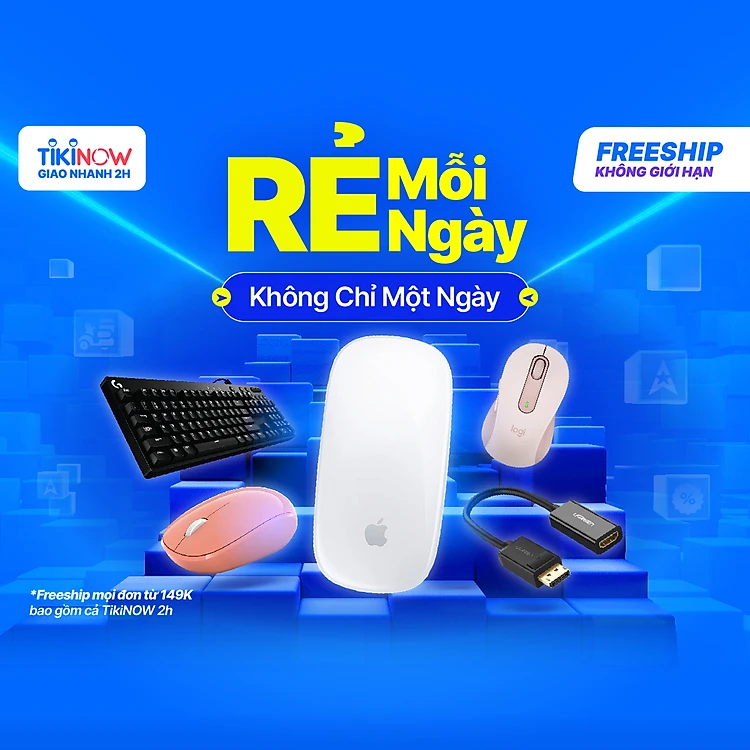 TIKINOW
GIAO NHANH 2H
RẺ Mỗi Ngày
FREESHIP
KHÔNG GIỚI HẠN
Không Chỉ Một Ngày
logi
UGREEN
*Freeship mọi đơn từ 149K
bao gồm cả TikiNOW 2h